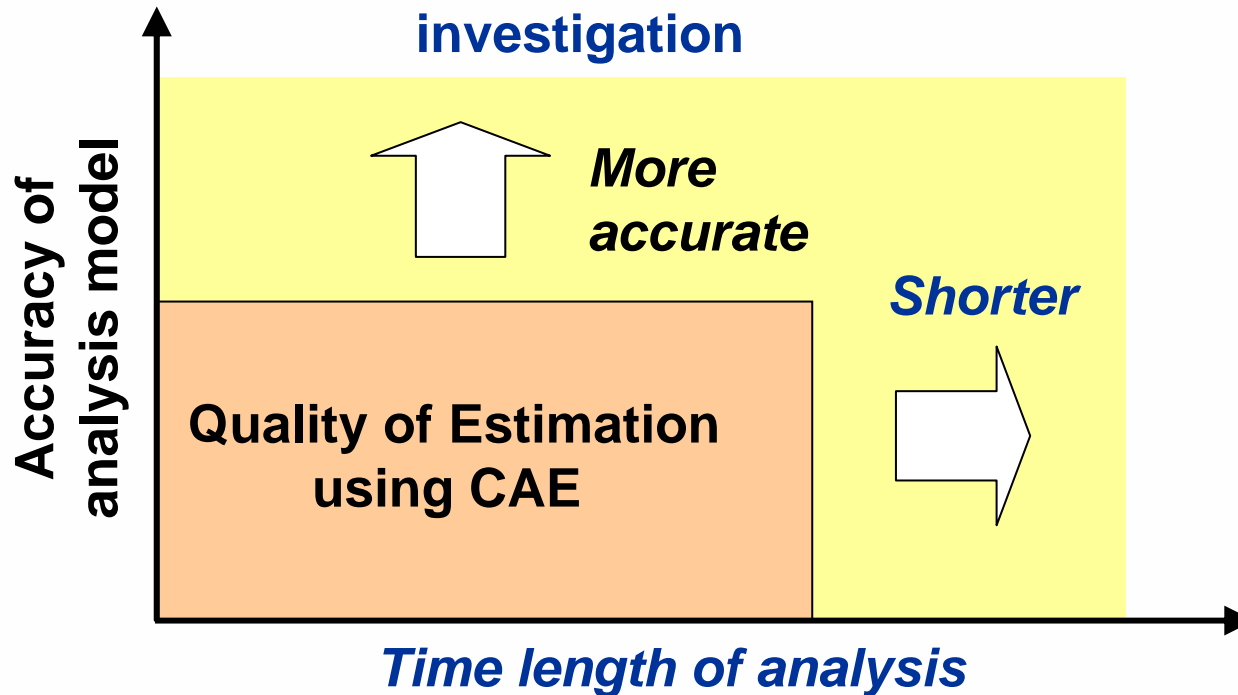 investigation
Accuracy of
analysis model
More
accurate
Shorter
Quality of Estimation
using CAE
Time length of analysis